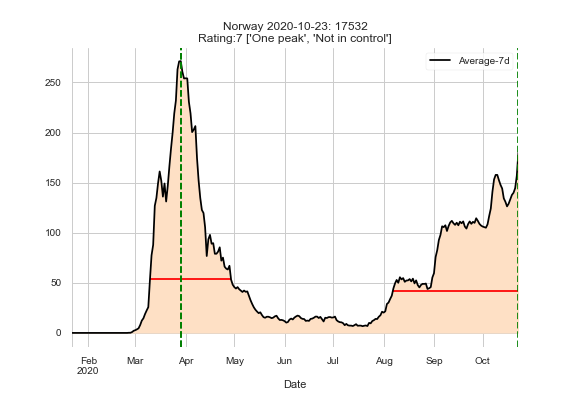 Norway 2020-10-23: 17532
Rating:7 ['One peak', 'Not in control']
Average-7d
250
200
150
100
50
0
Feb Mar Apr May Jun Jul Aug Sep Oct
2020
Date